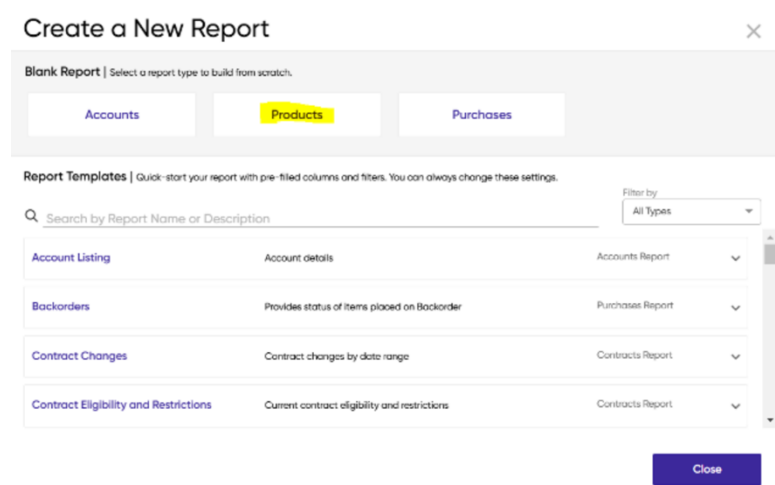 Create a New Report
Blank Report | Select a report type to build from scratch.
Accounts Products Purchases
Report Templates | Quick-start your report with pre-filled columns and filters. You can always change these settings.
Filter by
All Types
Search by Report Name or Description
Account Listing Account details Accounts Report
Backorders Provides status of items placed on Backorder Purchases Report
Contract Changes Contract changes by date range Contracts Report
Contract Eligibility and Restrictions Current contract eligibility and restrictions Contracts Report
Close